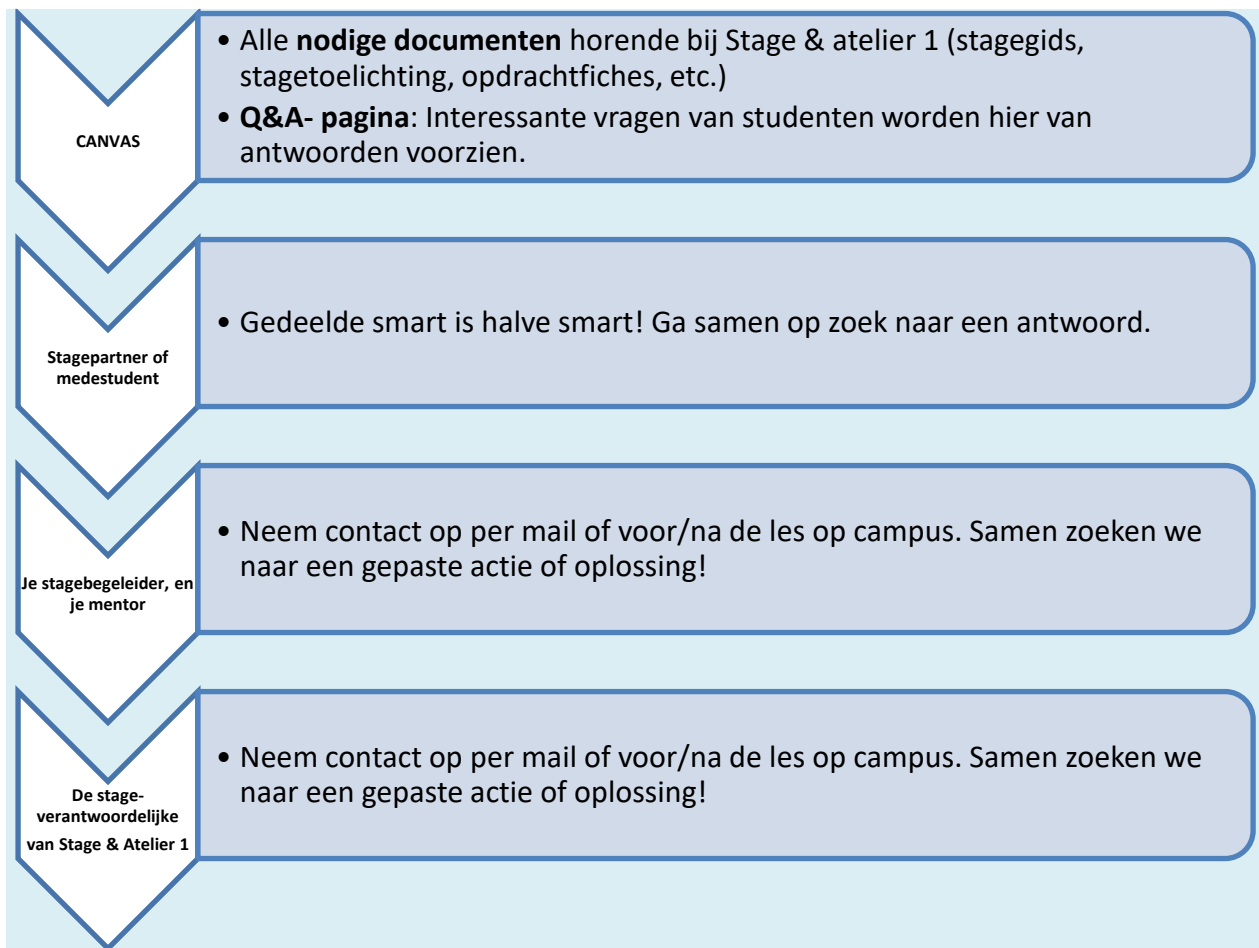 • Alle nodige documenten horende bij Stage & atelier 1 (stagegids,
stagetoelichting, opdrachtfiches, etc.)
• Q&A- pagina: Interessante vragen van studenten worden hier van
antwoorden voorzien.
CANVAS
• Gedeelde smart is halve smart! Ga samen op zoek naar een antwoord.
Stagepartner of
medestudent
• Neem contact op per mail of voor/na de les op campus. Samen zoeken we
naar een gepaste actie of oplossing!
Je stagebegeleider, en
je mentor
• Neem contact op per mail of voor/na de les op campus. Samen zoeken we
naar een gepaste actie of oplossing!
De stage-
verantwoordelijke
van Stage & Atelier 1